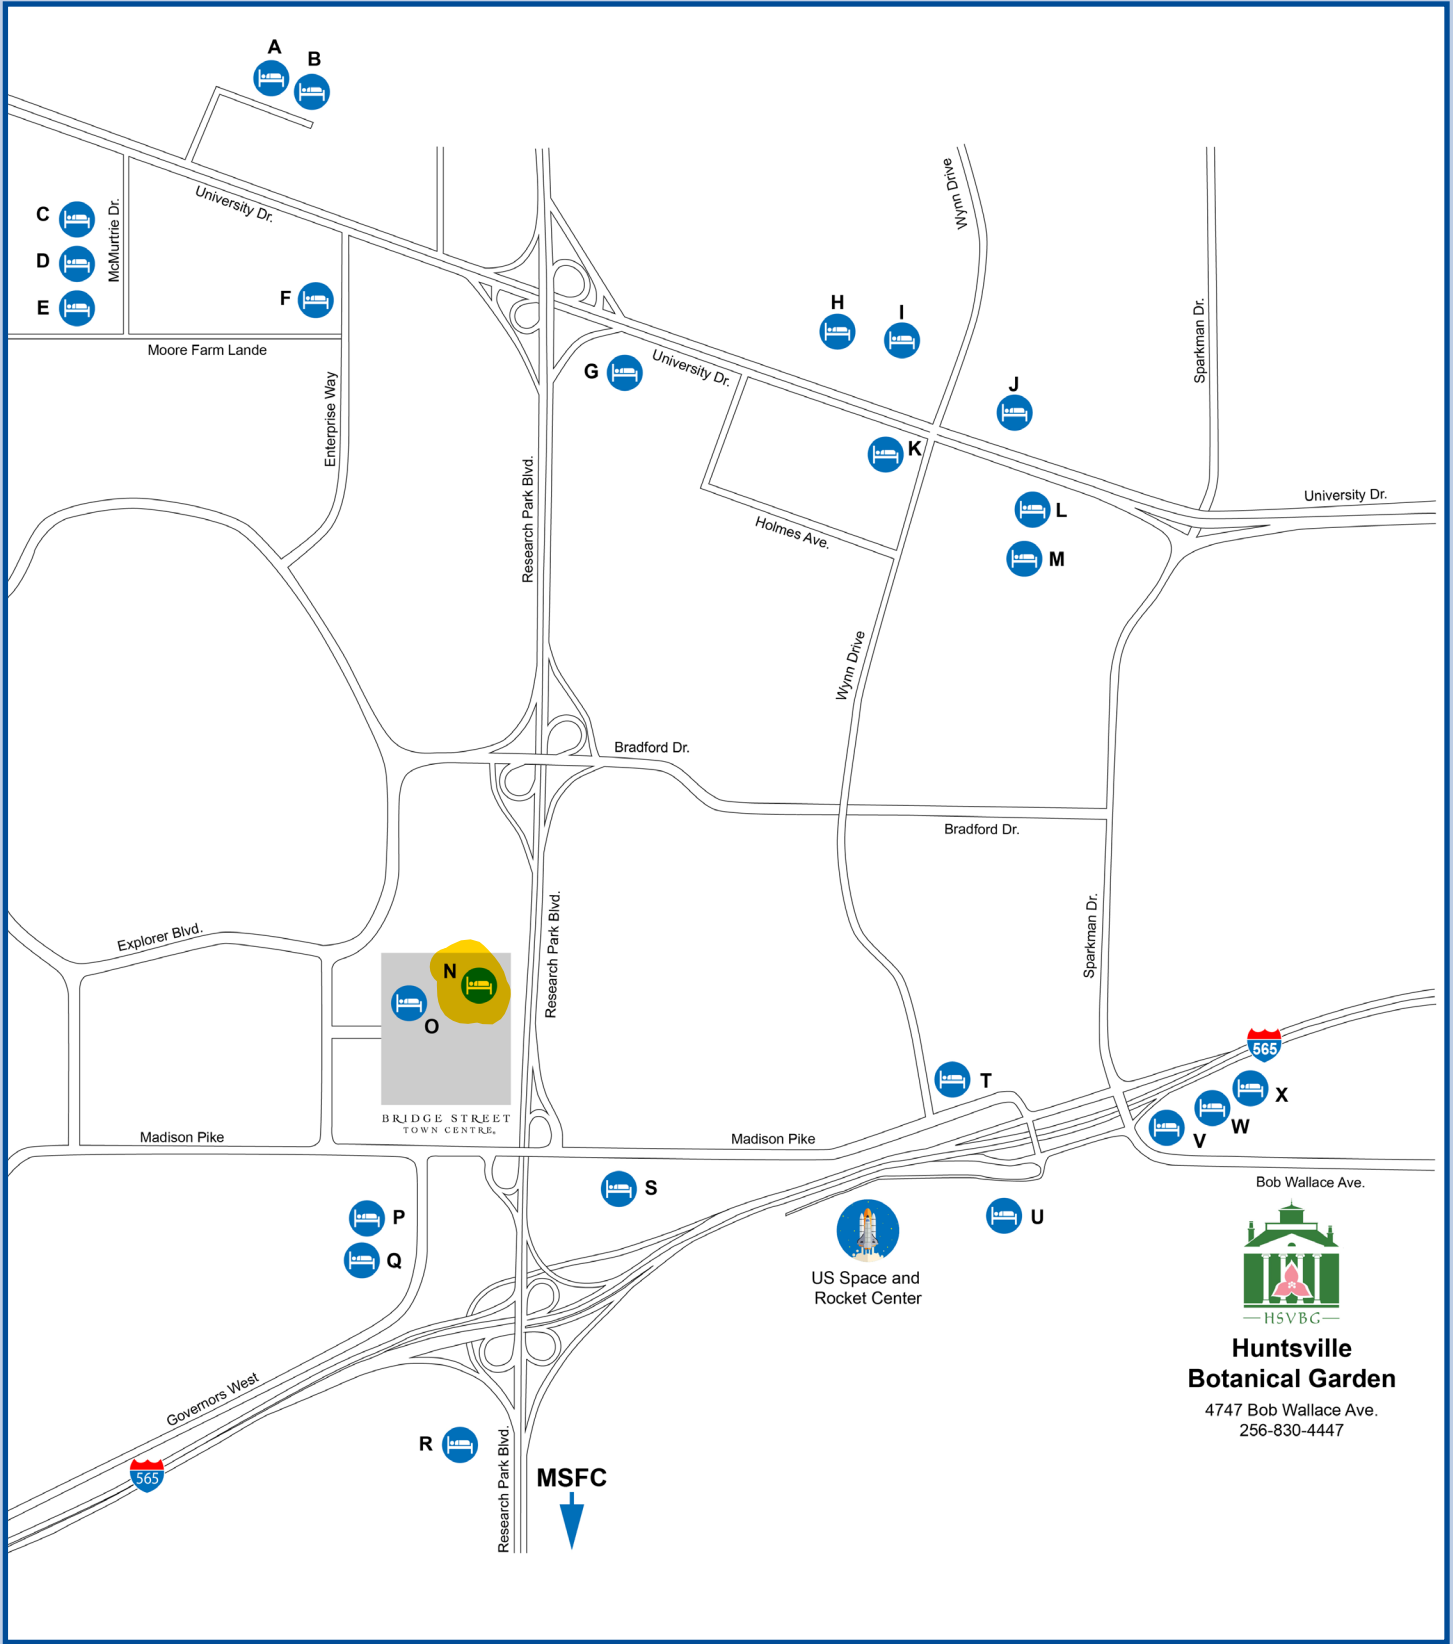 A
B
Wynn Drive
University Dr.
McMurtrie Dr.
C
D
E
F
H
I
Sparkman Dr.
Moore Farm Lande
G
University Dr.
J
Enterprise Way
K
Research Park Blvd.
University Dr.
L
Holmes Ave.
M
Wynn Drive
Bradford Dr.
Bradford Dr.
Explorer Blvd.
Research Park Blvd.
Sparkman Dr.
N
O
565
T
X
BRIDGE STREET
TOWN CENTRE®
W
V
Madison Pike
Madison Pike
Bob Wallace Ave.
S
P
U
Q
US Space and
Rocket Center
HSVBG
Huntsville
Botanical Garden
4747 Bob Wallace Ave.
256-830-4447
Governors West
R
565
Research Park Blvd.
MSFC